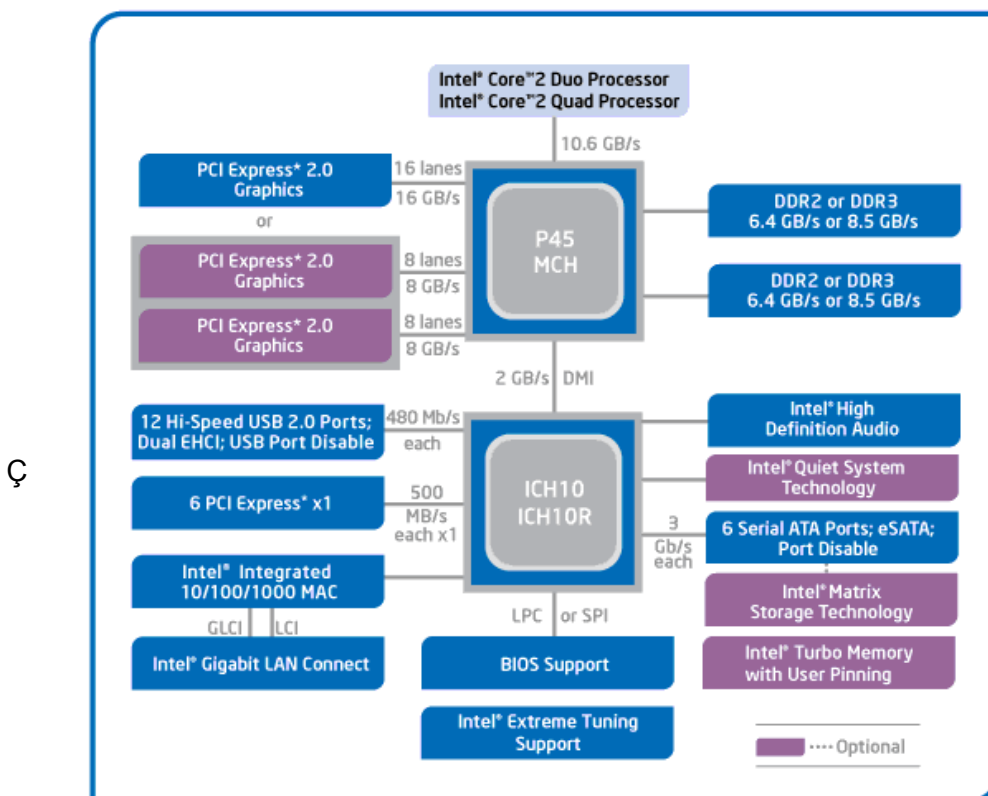 Intel® Core™2 Duo Processor
Intel® Core™2 Quad Processor
10.6 GB/s
PCI Express* 2.0
Graphics
16 lanes
16 GB/s
or
PCI Express* 2.0
Graphics
8 lanes
8 GB/s
PCI Express* 2.0
Graphics
8 lanes
8 GB/s
P45
MCH
DDR2 or DDR3
6.4 GB/s or 8.5 GB/s
DDR2 or DDR3
6.4 GB/s or 8.5 GB/s
2 GB/s DMI
12 Hi-Speed USB 2.0 Ports;
Dual EHCI; USB Port Disable
480 Mb/s
each
Ç
6 PCI Express* x1
500
MB/s
each x1
Intel® Integrated
10/100/1000 MAC
GLCI LCI
Intel® Gigabit LAN Connect
ICH10
ICH10R
Intel® High
Definition Audio
Intel® Quiet System
Technology
3
Gb/s
each
6 Serial ATA Ports; eSATA;
Port Disable
Intel® Matrix
Storage Technology
Intel® Turbo Memory
with User Pinning
LPC or SPI
BIOS Support
Intel® Extreme Tuning
Support
Optional